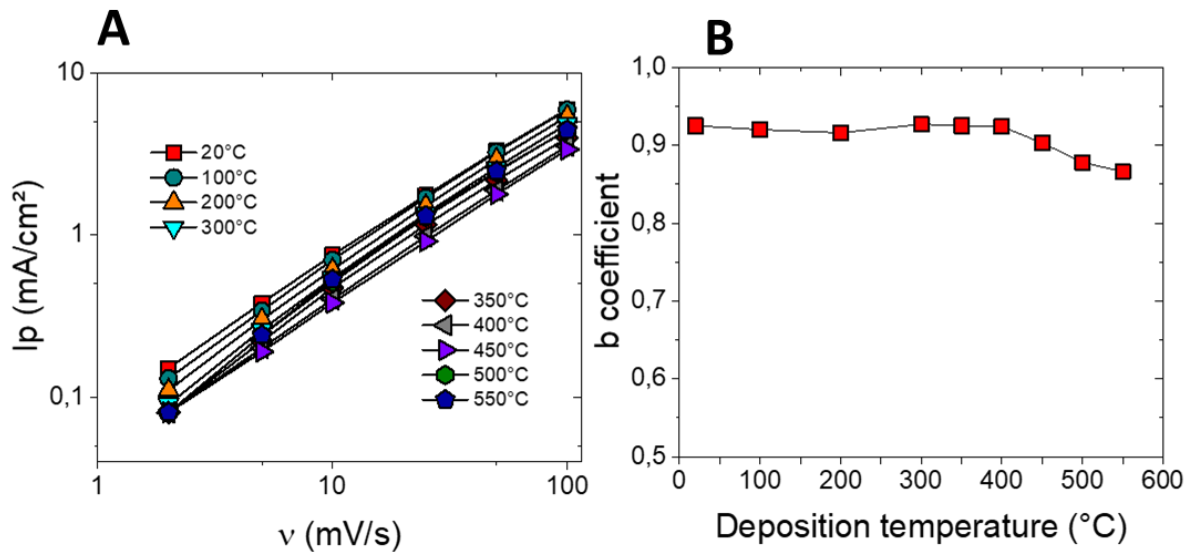 A
10
1
0,1
Ip (mA/cm²)
20°C
100°C
200°C
300°C
350°C
400°C
450°C
500°C
550°C
1
10
100
ν (mV/s)
B
1,0
0,9
0,8
0,7
0,6
0,5
b coefficient
0
100
200
300
400
500
600
Deposition temperature (°C)